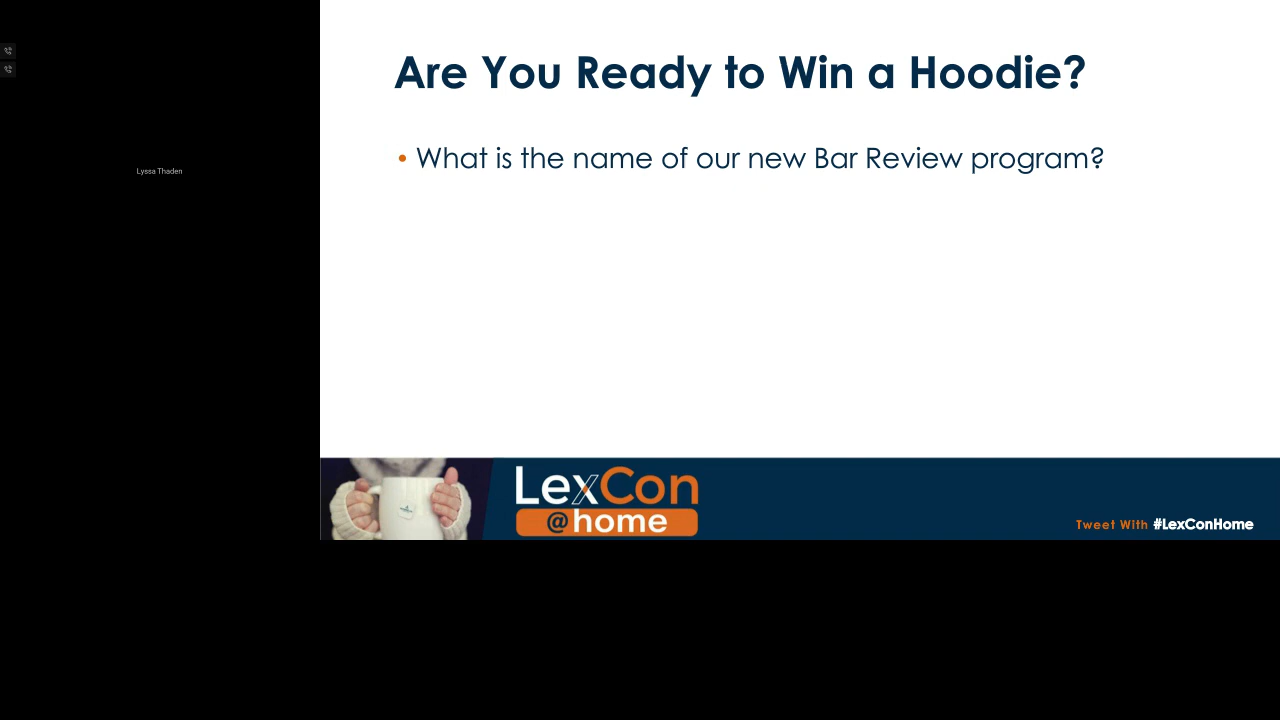 Lyssa Thaden
Are You Ready to Win a Hoodie?
• What is the name of our new Bar Review program?
LexCon
@home
Tweet With #LexConHome